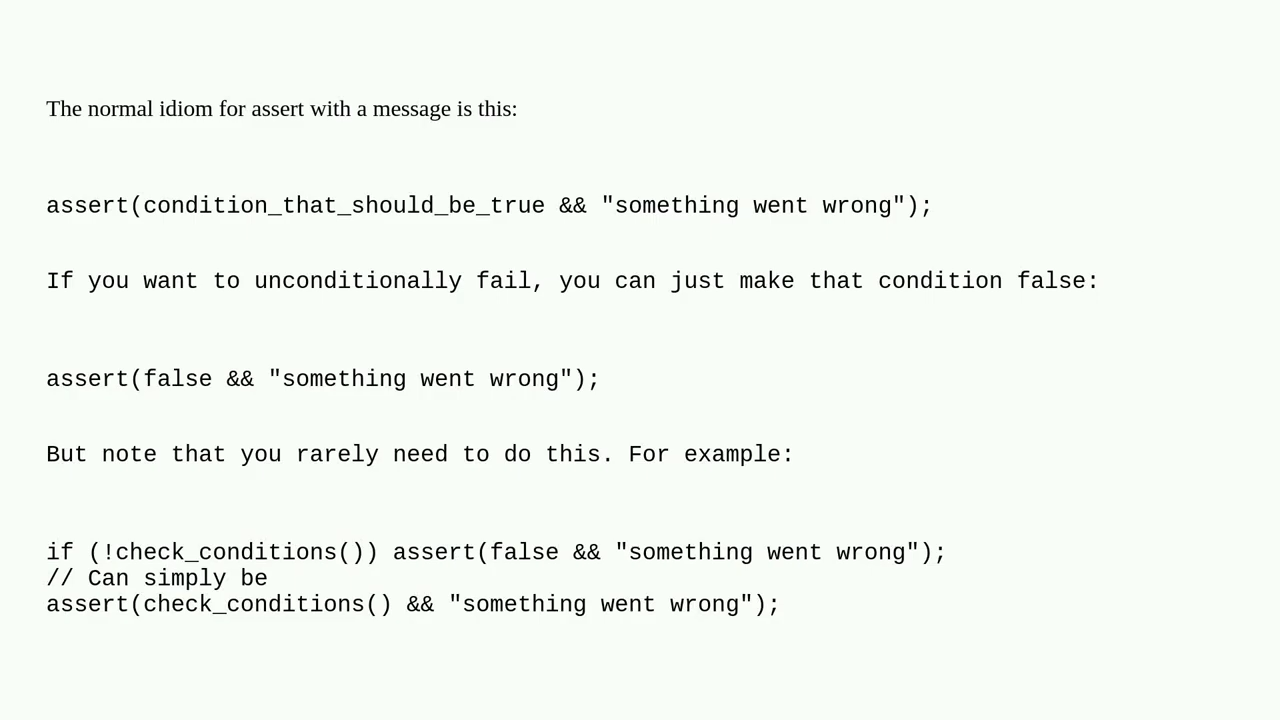 The normal idiom for assert with a message is this:
assert(condition_that_should_be_true && "something went wrong");
If you want to unconditionally fail, you can just make that condition false:
assert(false && "something went wrong");
But note that you rarely need to do this. For example:
if (!check_conditions()) assert(false && "something went wrong");
// Can simply be
assert(check_conditions() && "something went wrong");